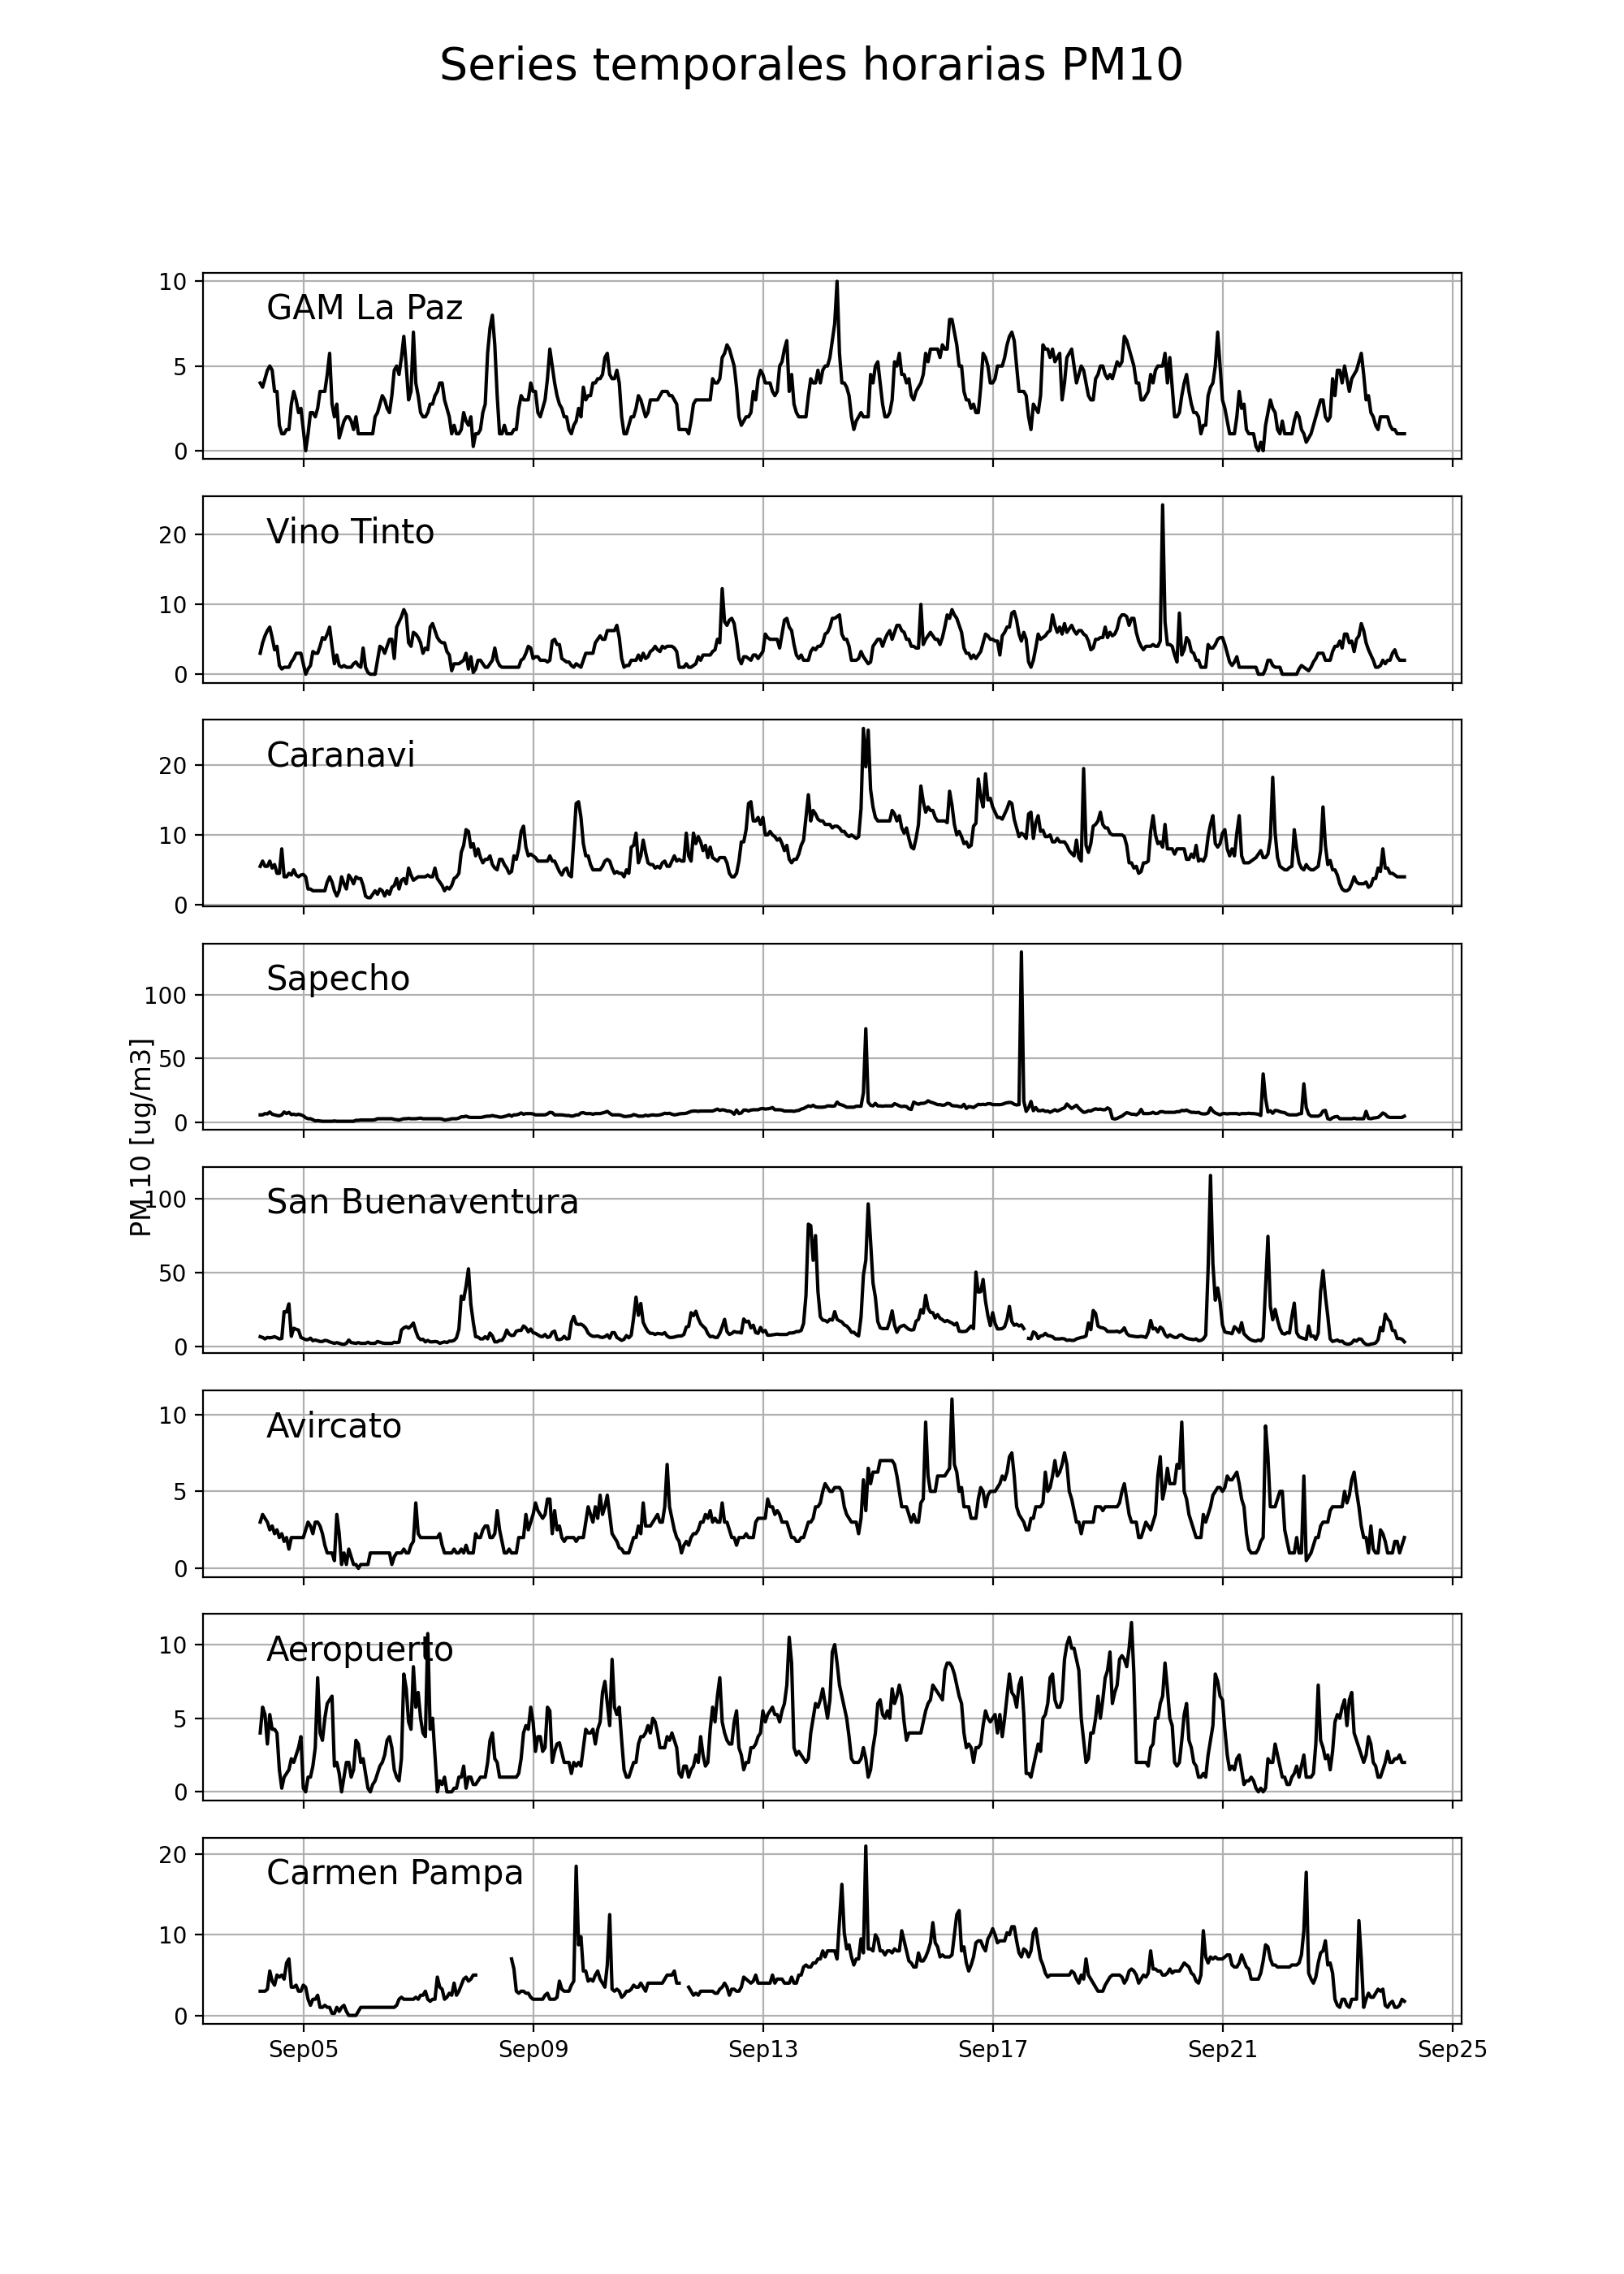 Series temporales horarias PM10
10
5
0
GAM La Paz
20
10
0
Vino Tinto
20
10
0
Caranavi
100
50
0
Sapecho
PM 10 [ug/m3]
100
50
0
San Buenaventura
10
5
0
Avircato
10
5
0
Aeropuerto
20
10
0
Carmen Pampa
Sep05 Sep09 Sep13 Sep17 Sep21 Sep25